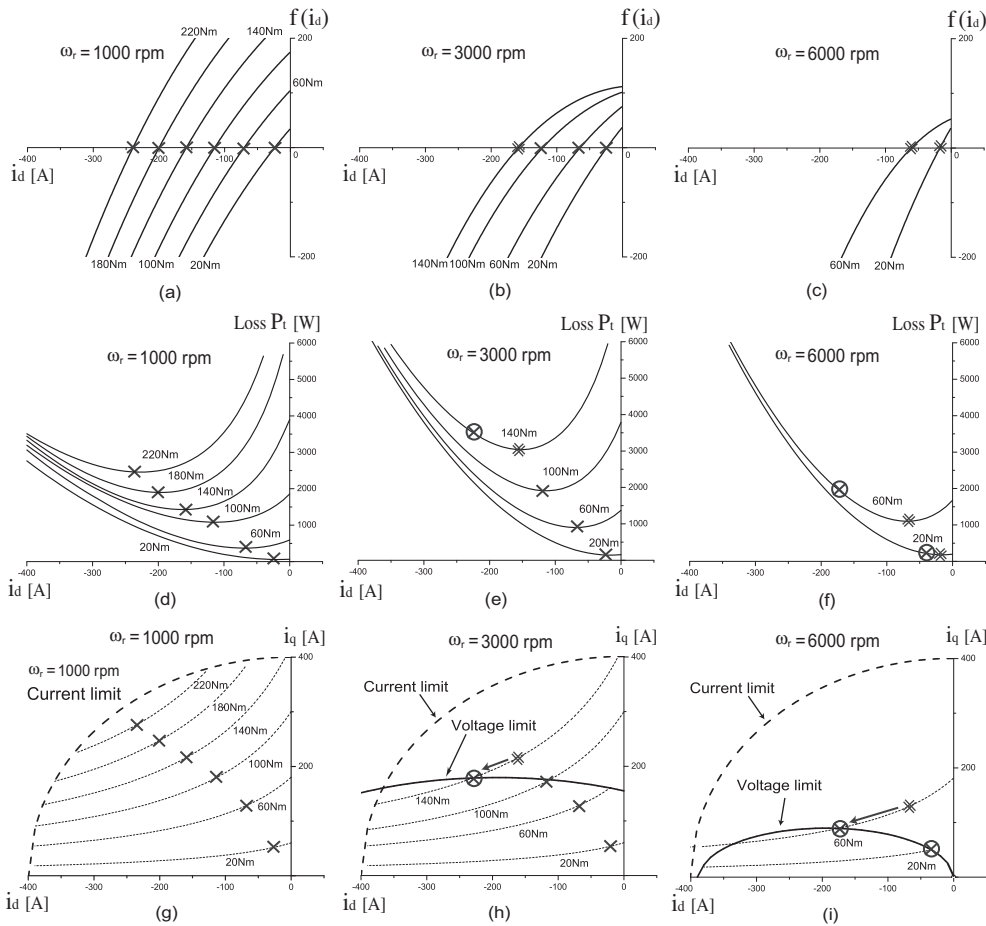 f (id)
200
ωr = 1000 rpm
220Nm
140Nm
60Nm
-400
-300
-200
-100
0
id [A]
180Nm
100Nm
20Nm
-200
(a)
f (id)
200
ωr = 3000 rpm
-400
-300
-200
-100
0
id [A]
140Nm
100Nm
60Nm
20Nm
-200
(b)
f (id)
200
ωr = 6000 rpm
-400
-300
-200
-100
0
id [A]
60Nm
20Nm
-200
(c)
Loss Pt [W]
ωr = 1000 rpm
6000
5000
4000
3000
2000
1000
220Nm
180Nm
140Nm
100Nm
60Nm
20Nm
-400
-300
-200
-100
0
id [A]
(d)
Loss Pt [W]
ωr = 3000 rpm
6000
5000
4000
3000
2000
1000
140Nm
100Nm
60Nm
20Nm
-400
-300
-200
-100
0
id [A]
(e)
Loss Pt [W]
ωr = 6000 rpm
6000
5000
4000
3000
2000
1000
60Nm
20Nm
-400
-300
-200
-100
0
id [A]
(f)
ωr = 1000 rpm
iq [A]
400
ωr = 1000 rpm
Current limit
220Nm
180Nm
140Nm
100Nm
60Nm
20Nm
200
-400
-300
-200
-100
0
id [A]
(g)
ωr = 3000 rpm
iq [A]
400
Current limit
Voltage limit
140Nm
100Nm
60Nm
20Nm
200
-400
-300
-200
-100
0
id [A]
(h)
ωr = 6000 rpm
iq [A]
400
Current limit
Voltage limit
60Nm
20Nm
200
-400
-300
-200
-100
0
id [A]
(i)